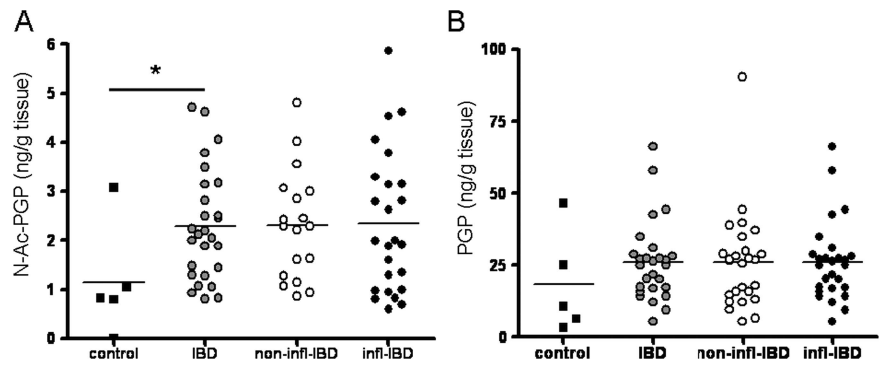 A
N-Ac-PGP (ng/g tissue)
6
5
4
3
2
1
0
*
control IBD non-infl-IBD infl-IBD
B
PGP (ng/g tissue)
100
75
50
25
0
control IBD non-infl-IBD infl-IBD